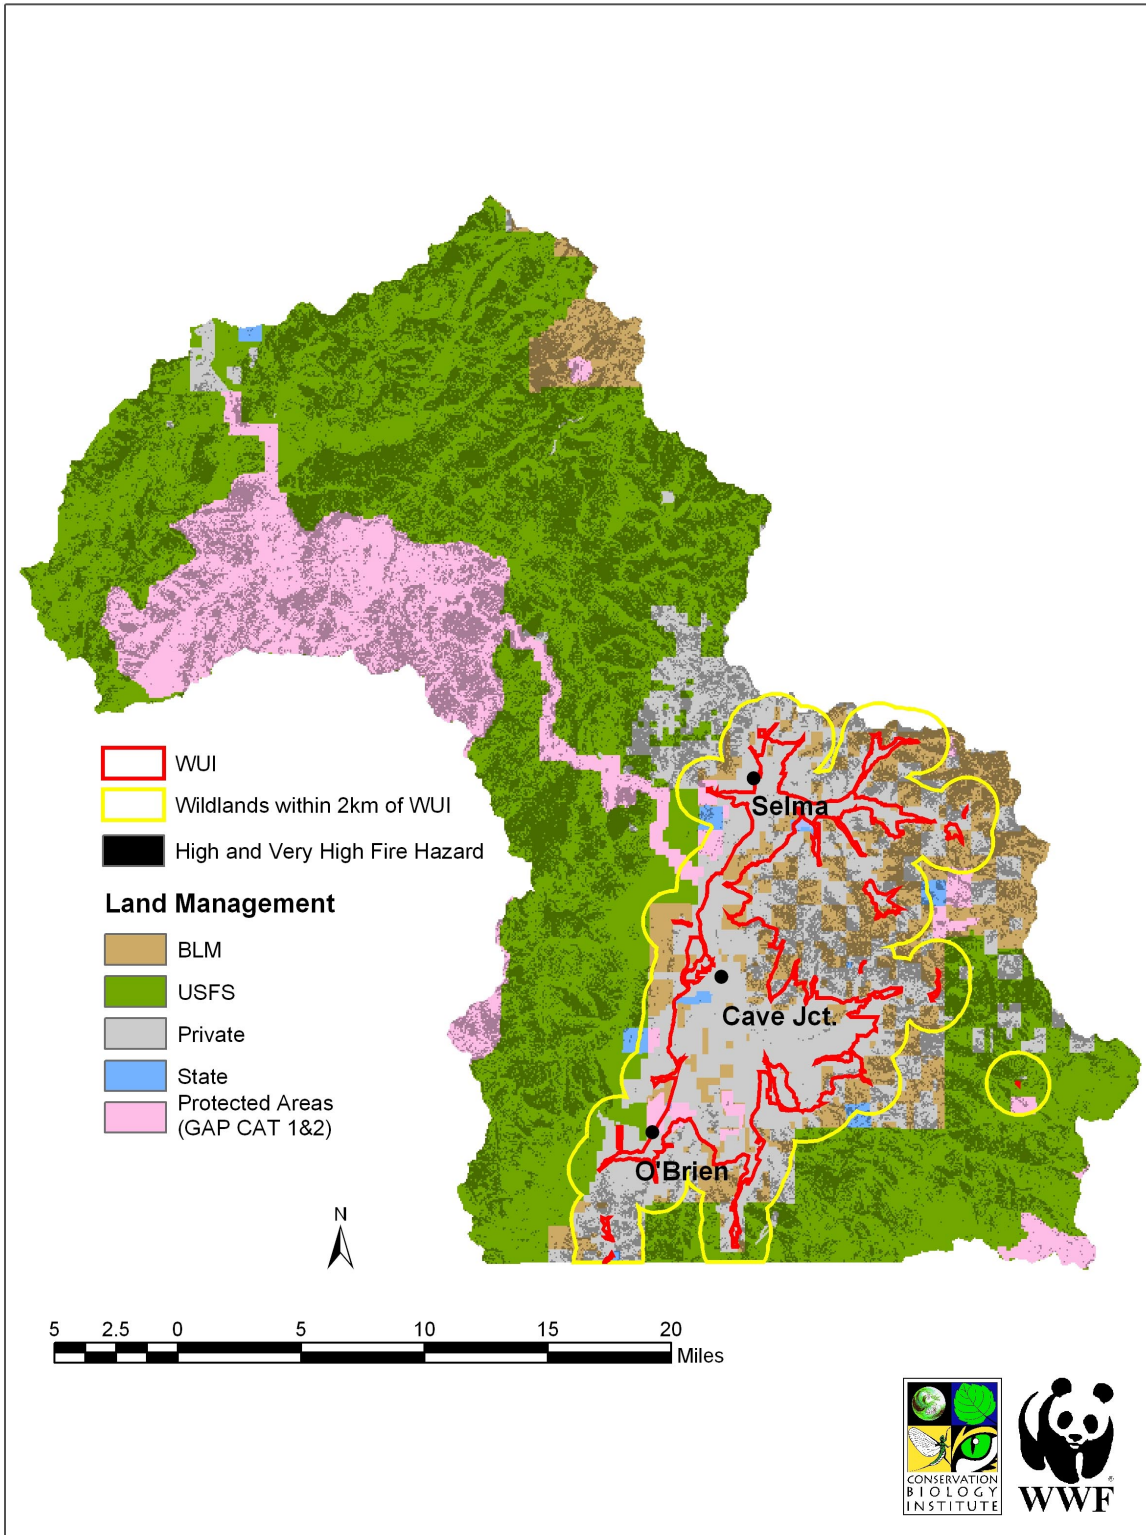 WUI
Wildlands within 2km of WUI
High and Very High Fire Hazard
Land Management
BLM
USFS
Private
State
Protected Areas
(GAP CAT 1&2)
Selma
Cave Jct.
O'Brien
N
5 2.5 0 5 10 15 20
Miles
CONSERVATION
BIOLOGY
INSTITUTE
®
WWF